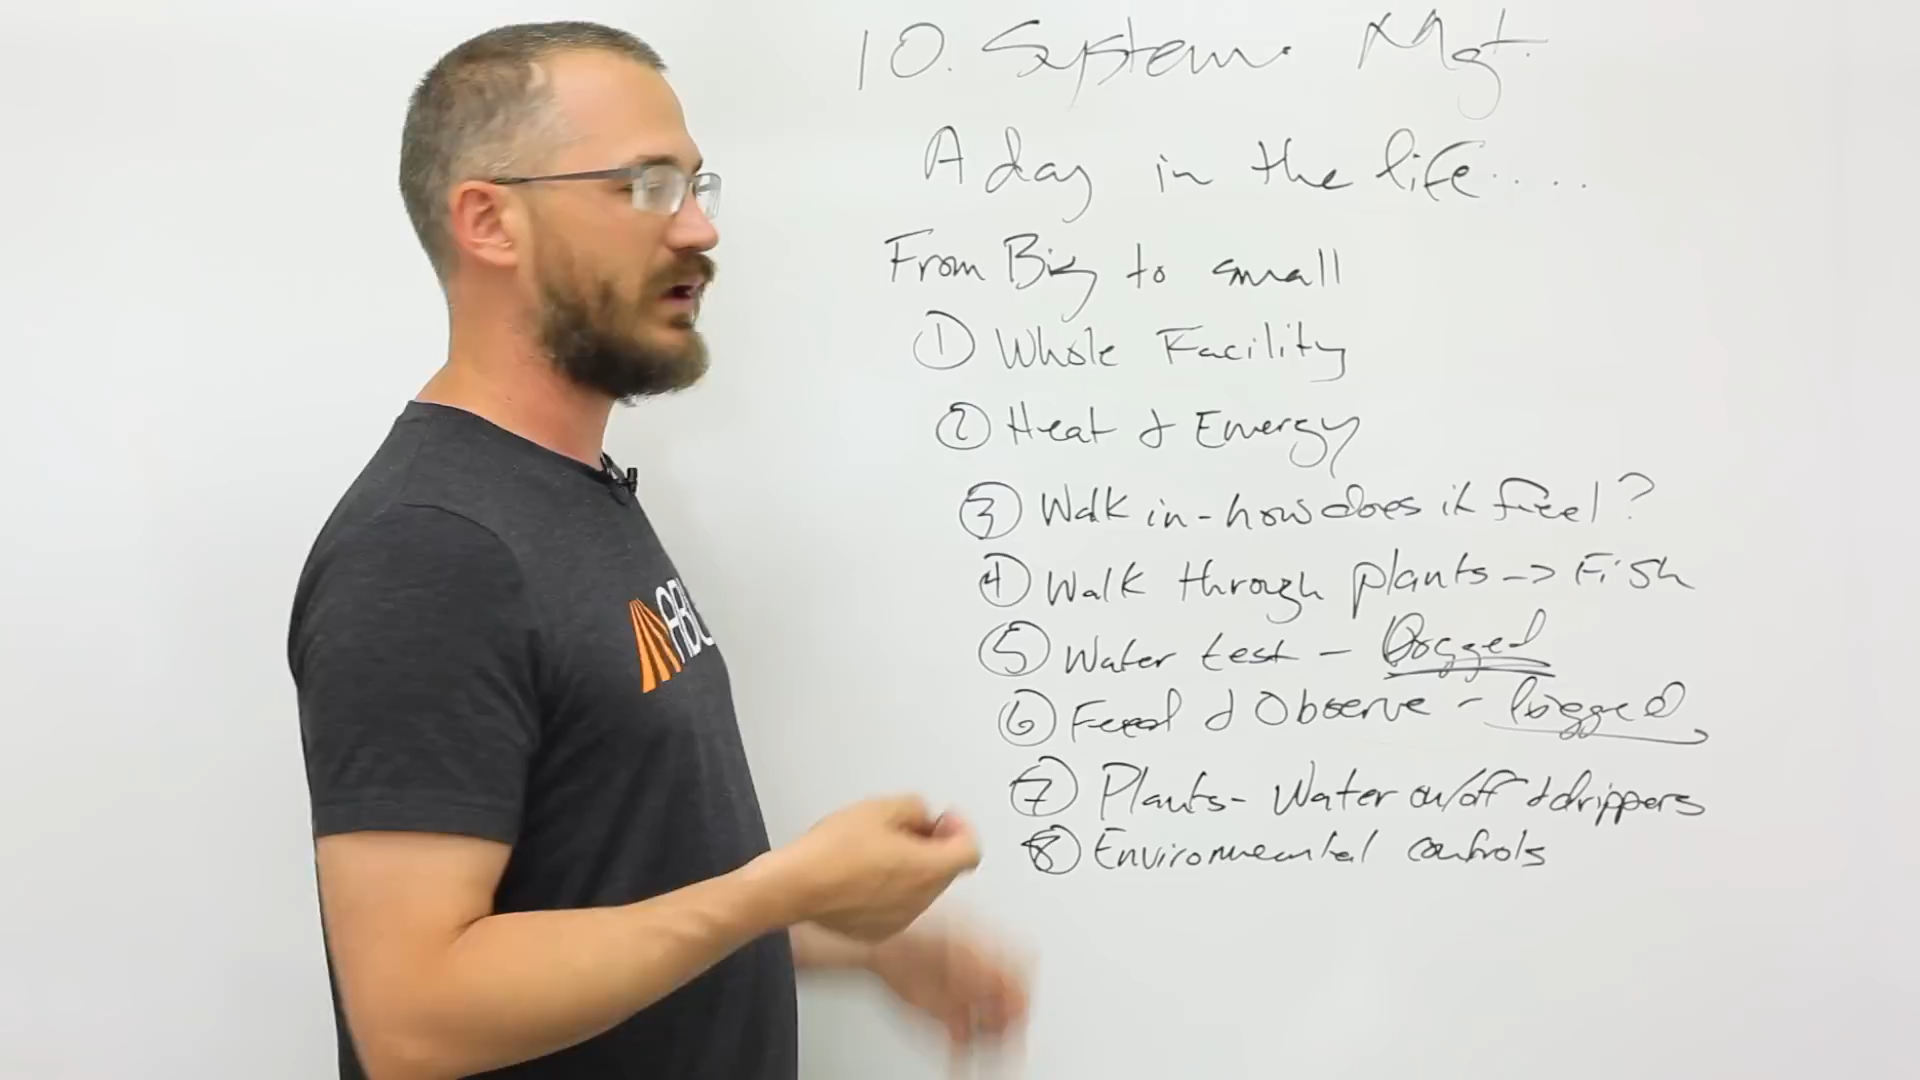 10. System Mgt.
A day in the life.....
From Big to small
① Whole Facility
② Heat & Energy
③ Walk in - how does it feel?
④ Walk through plants -> Fish
⑤ Water test - logged
⑥ Feed & Observe - logged
⑦ Plants - Water on/off & drippers
⑧ Environmental controls